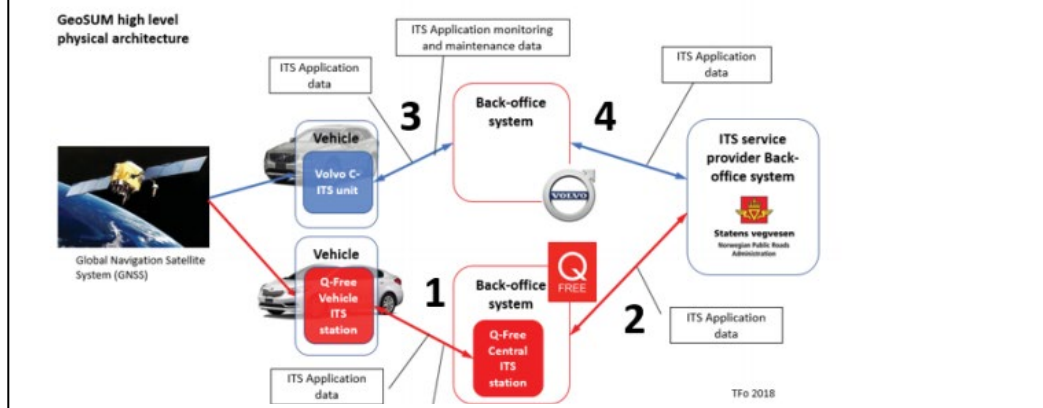 GeoSUM high level
physical architecture
ITS Application monitoring
and maintenance data
ITS Application
data
ITS Application
data
3
Back-office
system
4
Vehicle
Volvo C-
ITS unit
VOLVO
ITS service
provider Back-
office system
Statens vegvesen
Norwegian Public Roads
Administration
Global Navigation Satellite
System (GNSS)
Vehicle
Q-Free
Vehicle
ITS
station
1
Back-office
system
Q
FREE
Q-Free
Central
ITS
station
2
ITS Application
data
ITS Application
data
TFo 2018